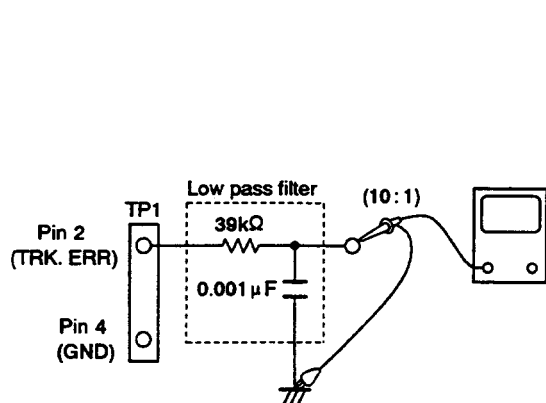 Low pass filter
(10 : 1)
TP1
39kΩ
Pin 2
(TRK. ERR)
0.001 μF
Pin 4
(GND)